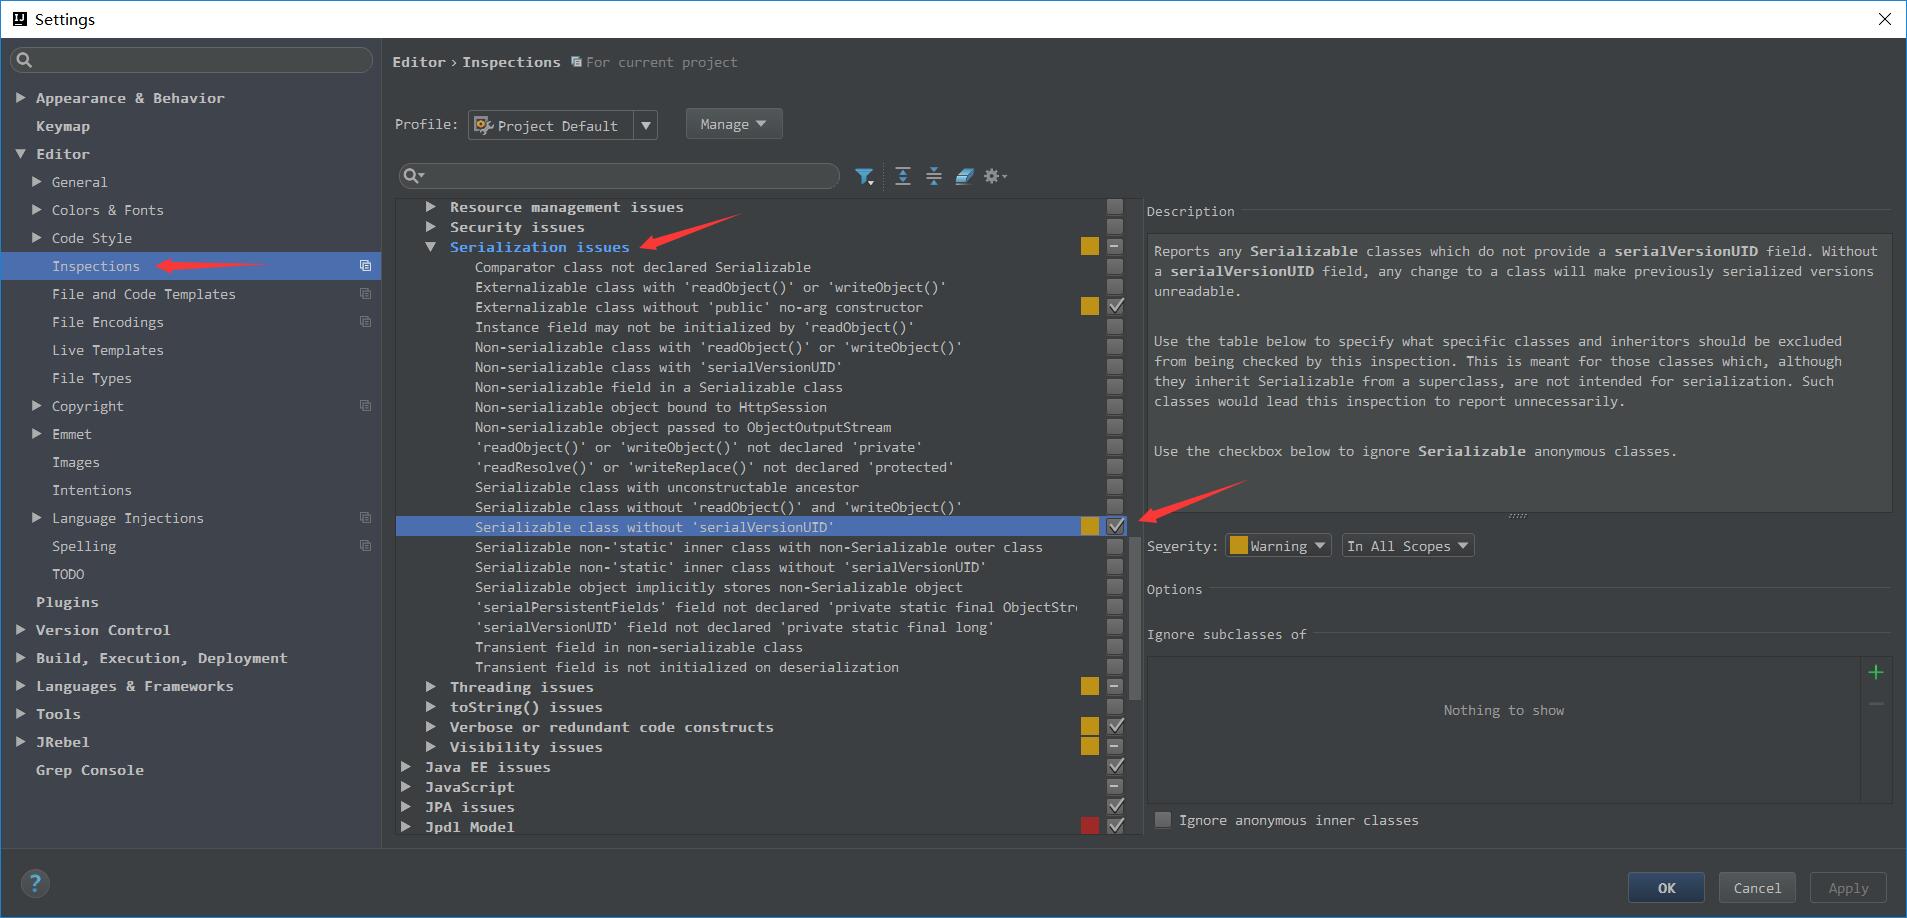 Settings
Appearance & Behavior
Keymap
Editor
General
Colors & Fonts
Code Style
Inspections
File and Code Templates
File Encodings
Live Templates
File Types
Copyright
Emmet
Images
Intentions
Language Injections
Spelling
TODO
Plugins
Version Control
Build, Execution, Deployment
Languages & Frameworks
Tools
JRebel
Grep Console
Editor › Inspections For current project
Profile: Project Default Manage
Resource management issues
Security issues
Serialization issues
Comparator class not declared Serializable
Externalizable class with 'readObject()' or 'writeObject()'
Externalizable class without 'public' no-arg constructor
Instance field may not be initialized by 'readObject()'
Non-serializable class with 'readObject()' or 'writeObject()'
Non-serializable class with 'serialVersionUID'
Non-serializable field in a Serializable class
Non-serializable object bound to HttpSession
Non-serializable object passed to ObjectOutputStream
'readObject()' or 'writeObject()' not declared 'private'
'readResolve()' or 'writeReplace()' not declared 'protected'
Serializable class with unconstructable ancestor
Serializable class without 'readObject()' and 'writeObject()'
Serializable class without 'serialVersionUID'
Serializable non-'static' inner class with non-Serializable outer class
Serializable non-'static' inner class without 'serialVersionUID'
Serializable object implicitly stores non-Serializable object
'serialPersistentFields' field not declared 'private static final ObjectStre
'serialVersionUID' field not declared 'private static final long'
Transient field in non-serializable class
Transient field is not initialized on deserialization
Threading issues
toString() issues
Verbose or redundant code constructs
Visibility issues
Java EE issues
JavaScript
JPA issues
Jpdl Model
Description
Reports any Serializable classes which do not provide a serialVersionUID field. Without
a serialVersionUID field, any change to a class will make previously serialized versions
unreadable.
Use the table below to specify what specific classes and inheritors should be excluded
from being checked by this inspection. This is meant for those classes which, although
they inherit Serializable from a superclass, are not intended for serialization. Such
classes would lead this inspection to report unnecessarily.
Use the checkbox below to ignore Serializable anonymous classes.
Severity: Warning In All Scopes
Options
Ignore subclasses of
Nothing to show
Ignore anonymous inner classes
?
OK Cancel Apply